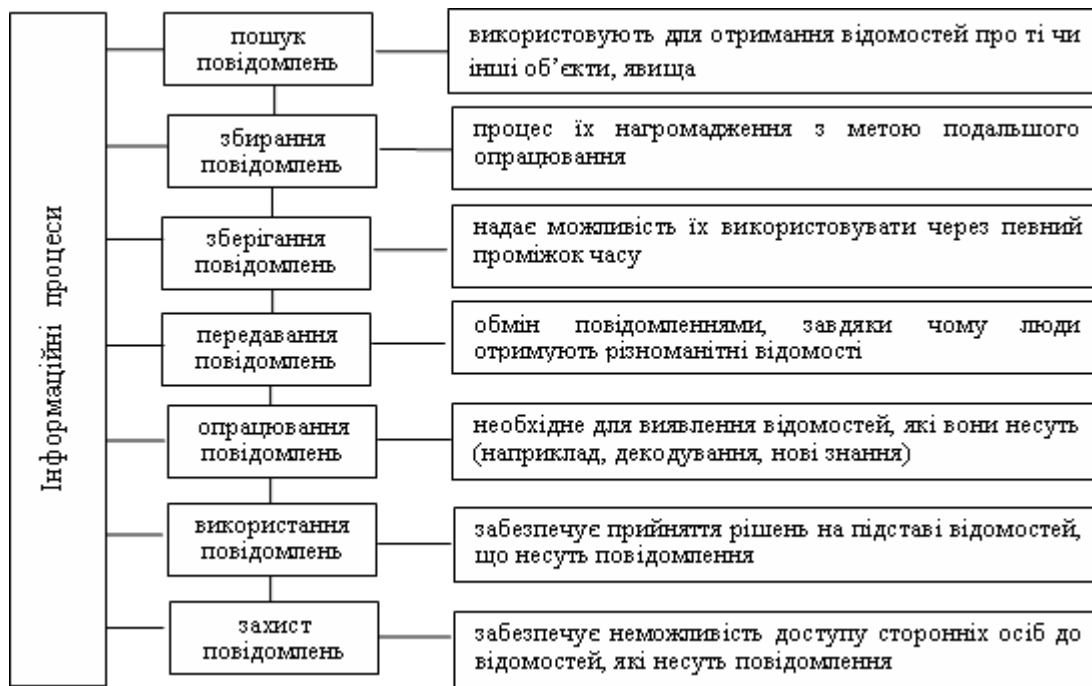 Інформаційні процеси
пошук
повідомлень
використовують для отримання відомостей про ті чи
інші об’єкти, явища
збирання
повідомлень
процес їх нагромадження з метою подальшого
опрацювання
зберігання
повідомлень
надає можливість їх використовувати через певний
проміжок часу
передавання
повідомлень
обмін повідомленнями, завдяки чому люди
отримують різноманітні відомості
опрацювання
повідомлень
необхідне для виявлення відомостей, які вони несуть
(наприклад, декодування, нові знання)
використання
повідомлень
забезпечує прийняття рішень на підставі відомостей,
що несуть повідомлення
захист
повідомлень
забезпечує неможливість доступу сторонніх осіб до
відомостей, які несуть повідомлення